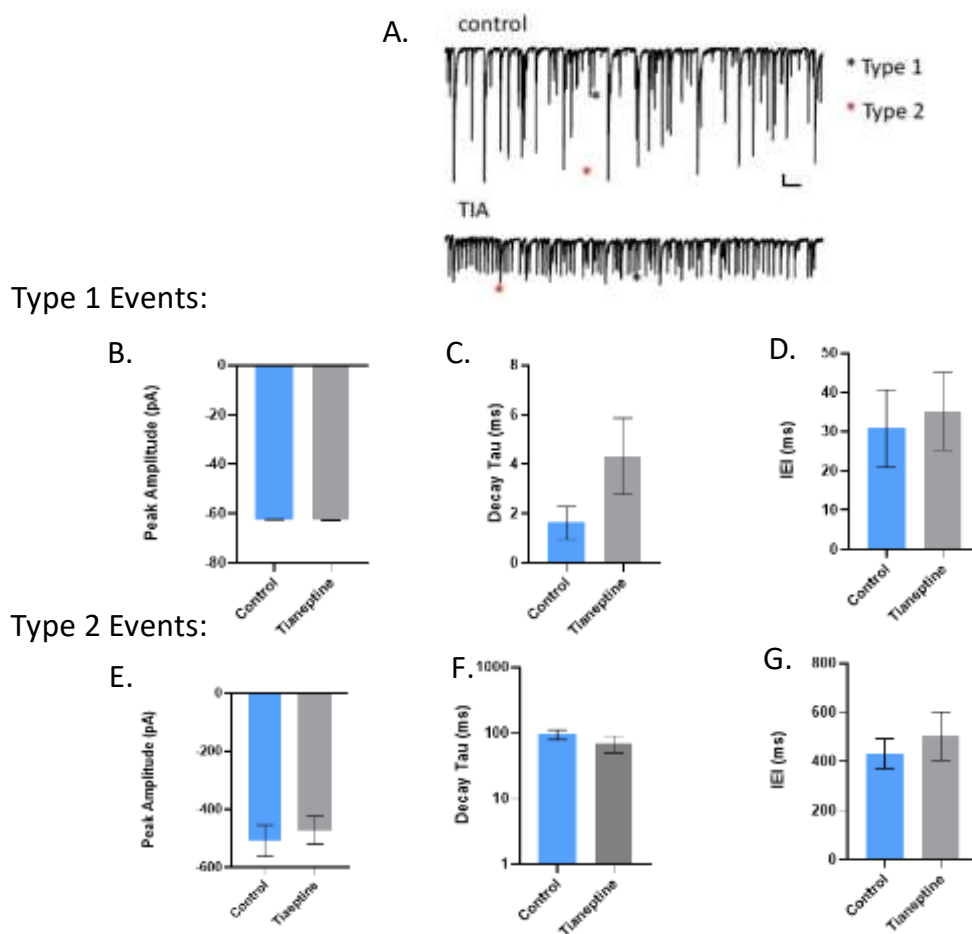 A.
control
* Type 1
* Type 2
TIA
Type 1 Events:
B.
Peak Amplitude (pA)
0
-20
-40
-60
-80
Control
Tianeptine
C.
Decay Tau (ms)
8
6
4
2
0
Control
Tianeptine
D.
IEI (ms)
50
40
30
20
10
0
Control
Tianeptine
Type 2 Events:
E.
Peak Amplitude (pA)
0
-200
-400
-600
Control
Tiaeptine
F.
Decay Tau (ms)
1000
100
10
1
Control
Tianeptine
G.
IEI (ms)
800
600
400
200
0
Control
Tianeptine